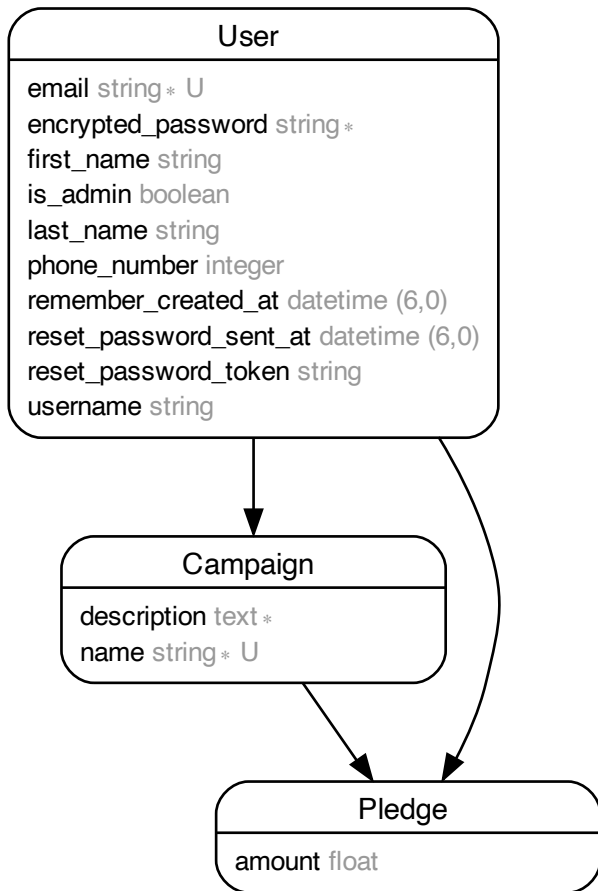 User
email string∗ U
encrypted_password string∗
first_name string
is_admin boolean
last_name string
phone_number integer
remember_created_at datetime (6,0)
reset_password_sent_at datetime (6,0)
reset_password_token string
username string
Campaign
description text∗
name string∗ U
Pledge
amount float